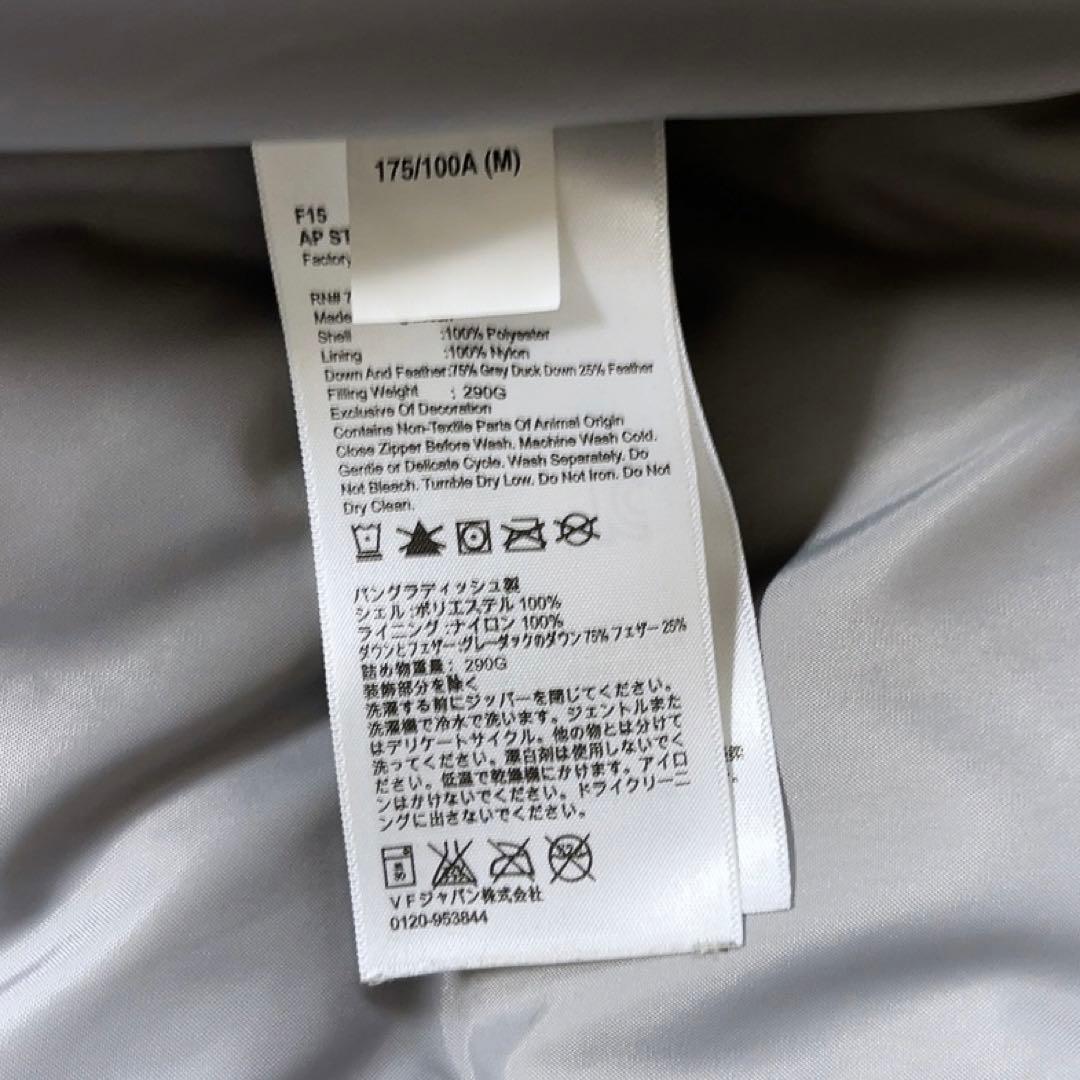 175/100A (M)
F15
AP ST
Factory
RN# 7
Made
Shell :100% Polyester
Lining :100% Nylon
Down And Feather:75% Grey Duck Down 25% Feather
Filling Weight : 290G
Exclusive Of Decoration
Contains Non-Textile Parts Of Animal Origin
Close Zipper Before Wash. Machine Wash Cold.
Gentle or Delicate Cycle. Wash Separately. Do
Not Bleach. Tumble Dry Low. Do Not Iron. Do Not
Dry Clean.
バングラディッシュ製
シェル:ポリエステル 100%
ライニング:ナイロン 100%
ダウンとフェザー:グレーダックのダウン 75% フェザー 25%
詰め物重量: 290G
装飾部分を除く
洗濯する前にジッパーを閉じてください。
洗濯機で冷水で洗います。ジェントルまた
はデリケートサイクル。他の物とは分けて
洗ってください。漂白剤は使用しないでく
ださい。低温で乾燥機にかけます。アイロ
ンはかけないでください。ドライクリーニ
ングに出さないでください。
VFジャパン株式会社
0120-953844